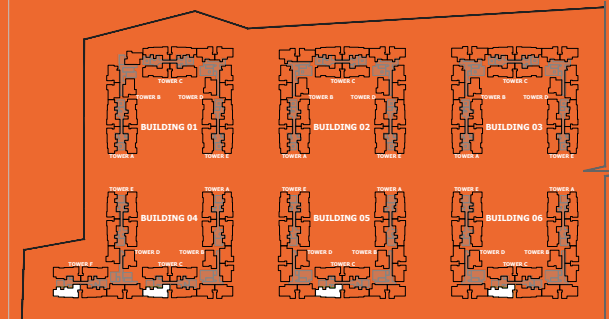 TOWER C TOWER C TOWER C
TOWER B TOWER D TOWER B TOWER D TOWER B TOWER D
BUILDING 01 BUILDING 02 BUILDING 03
TOWER A TOWER E TOWER A TOWER E TOWER A TOWER E
TOWER E TOWER A TOWER E TOWER A TOWER E TOWER A
BUILDING 04 BUILDING 05 BUILDING 06
TOWER D TOWER B TOWER D TOWER B TOWER D TOWER B
TOWER F TOWER C TOWER C TOWER C